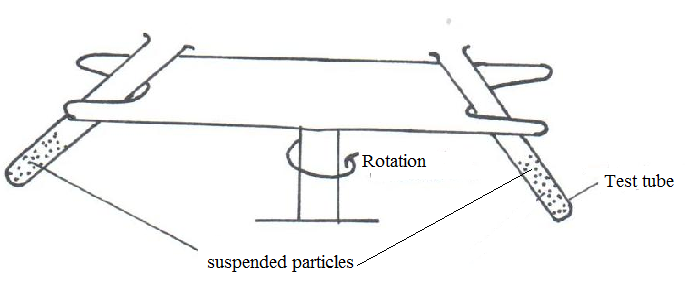 Rotation
Test tube
suspended particles